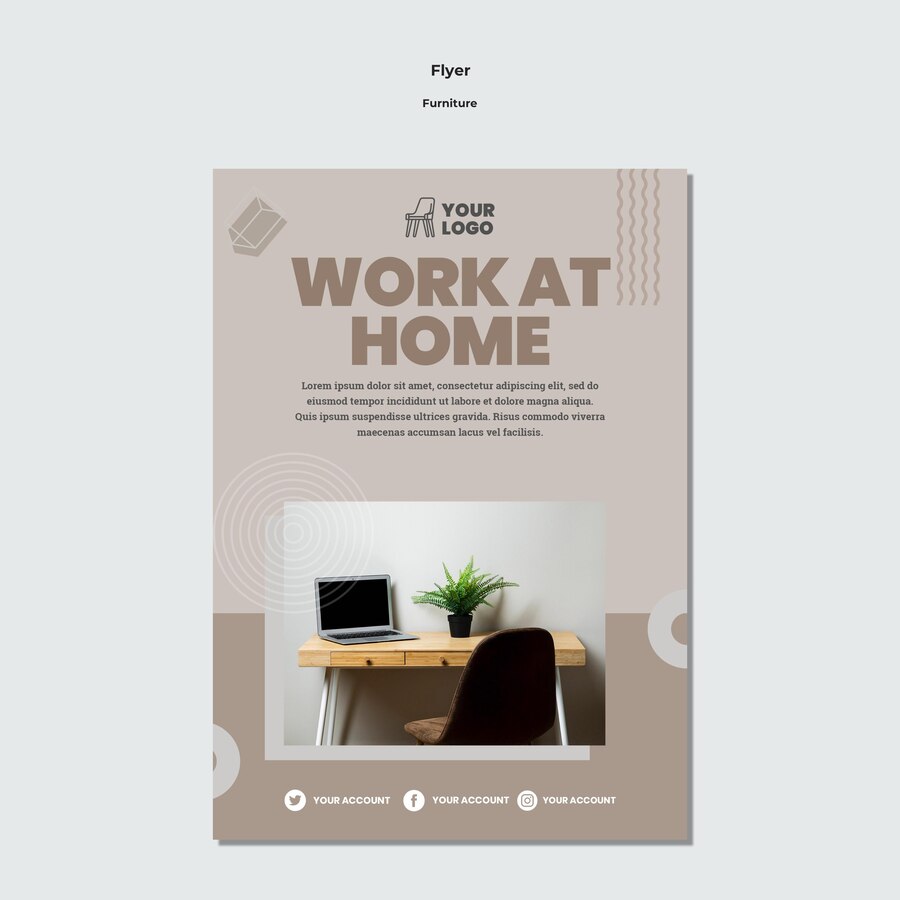 Flyer
Furniture
YOUR
LOGO
WORK AT
HOME
Lorem ipsum dolor sit amet, consectetur adipiscing elit, sed do
eiusmod tempor incididunt ut labore et dolore magna aliqua.
Quis ipsum suspendisse ultrices gravida. Risus commodo viverra
maecenas accumsan lacus vel facilisis.
YOUR ACCOUNT YOUR ACCOUNT YOUR ACCOUNT